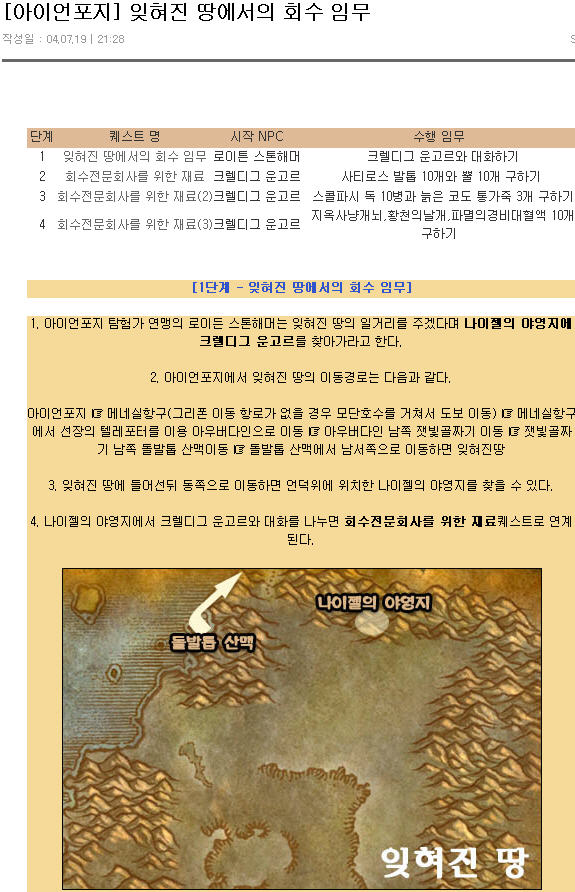 [아이언포지] 잊혀진 땅에서의 회수 임무
작성일 : 04.07.19 | 21:28
단계 퀘스트 명 시작 NPC 수행 임무
1 잊혀진 땅에서의 회수 임무 로이든 스톤해머 크렐디그 운고르와 대화하기
2 회수전문회사를 위한 재료 크렐디그 운고르 사티로스 발톱 10개와 뿔 10개 구하기
3 회수전문회사를 위한 재료(2) 크렐디그 운고르 스콜파시 독 10병과 늙은 코도 통가죽 3개 구하기
4 회수전문회사를 위한 재료(3) 크렐디그 운고르 지옥사냥개뇌,황천의날개,파멸의경비대혈액 10개
구하기
[1단계 - 잊혀진 땅에서의 회수 임무]
1. 아이언포지 탐험가 연맹의 로이든 스톤해머는 잊혀진 땅의 일거리를 주겠다며 나이젤의 야영지에
크렐디그 운고르를 찾아가라고 한다.
2. 아이언포지에서 잊혀진 땅의 이동경로는 다음과 같다.
아이언포지 ☞ 메네실항구(그리폰 이동 항로가 없을 경우 모단호수를 거쳐서 도보 이동) ☞ 메네실항구
에서 선장의 텔레포터를 이용 아우버다인으로 이동 ☞ 아우버다인 남쪽 잿빛골짜기 이동 ☞ 잿빛골짜
기 남쪽 돌발톱 산맥이동 ☞ 돌발톱 산맥에서 남서쪽으로 이동하면 잊혀진땅
3. 잊혀진 땅에 들어선뒤 동쪽으로 이동하면 언덕위에 위치한 나이젤의 야영지를 찾을 수 있다.
4. 나이젤의 야영지에서 크렐디그 운고르와 대화를 나누면 회수전문회사를 위한 재료퀘스트로 연계
된다.
나이젤의 야영지
돌발톱 산맥
잊혀진 땅